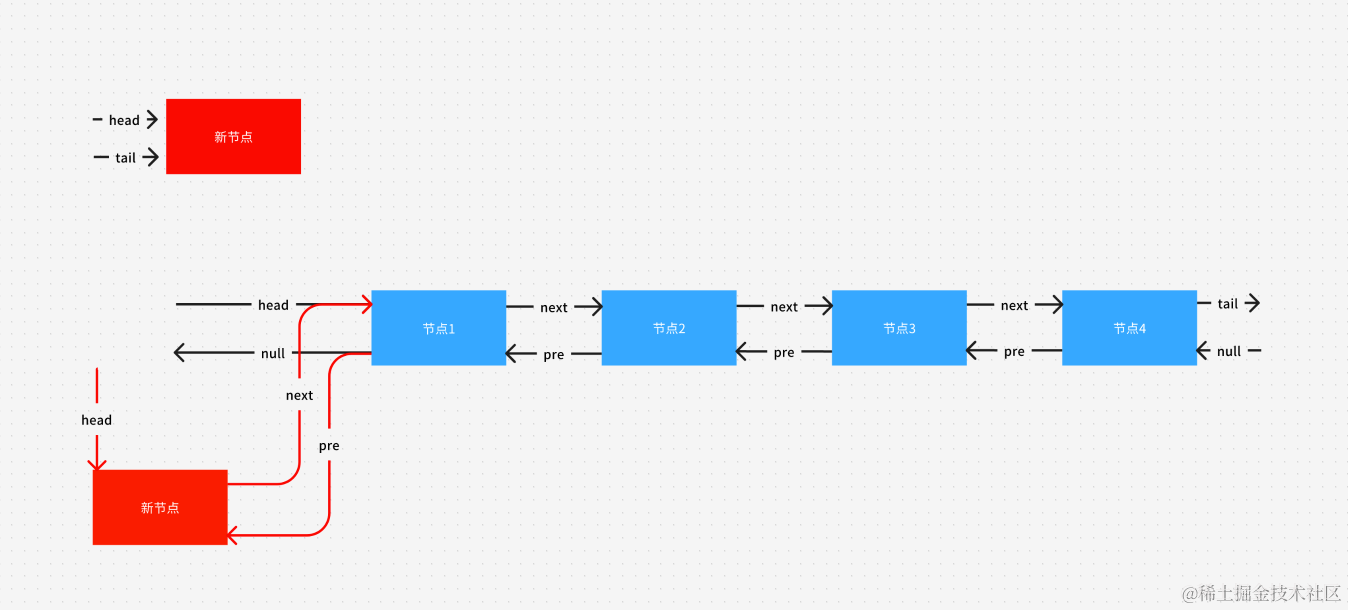 head
新节点
tail
head
next
next
next
tail
节点1
节点2
节点3
节点4
null
pre
pre
pre
null
next
head
pre
新节点
@稀土掘金技术社区